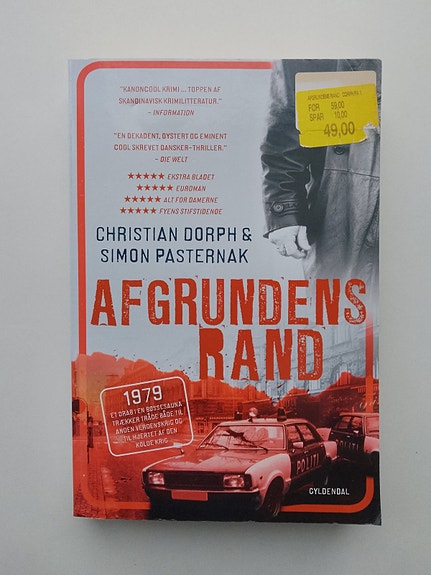 "KANONCOOL KRIMI ... TOPPEN AF
SKANDINAVISK KRIMILITTERATUR."
– INFORMATION
"EN DEKADENT, DYSTERT OG EMINENT
COOL SKREVET DANSKER-THRILLER."
– DIE WELT
★★★★★ EKSTRA BLADET
★★★★★ EUROMAN
★★★★★ ALT FOR DAMERNE
★★★★★ FYENS STIFTSTIDENDE
FØR 59,00
SPAR 10,00
49,00
CHRISTIAN DORPH &
SIMON PASTERNAK
AFGRUNDENS
RAND
1979
ET DRAB I EN BØSSESAUNA
TRÆKKER TRÅDE BÅDE TIL
ANDEN VERDENSKRIG OG
TIL HJERTET AF DEN
KOLDE KRIG
POLITI
POLITI
GYLDENDAL